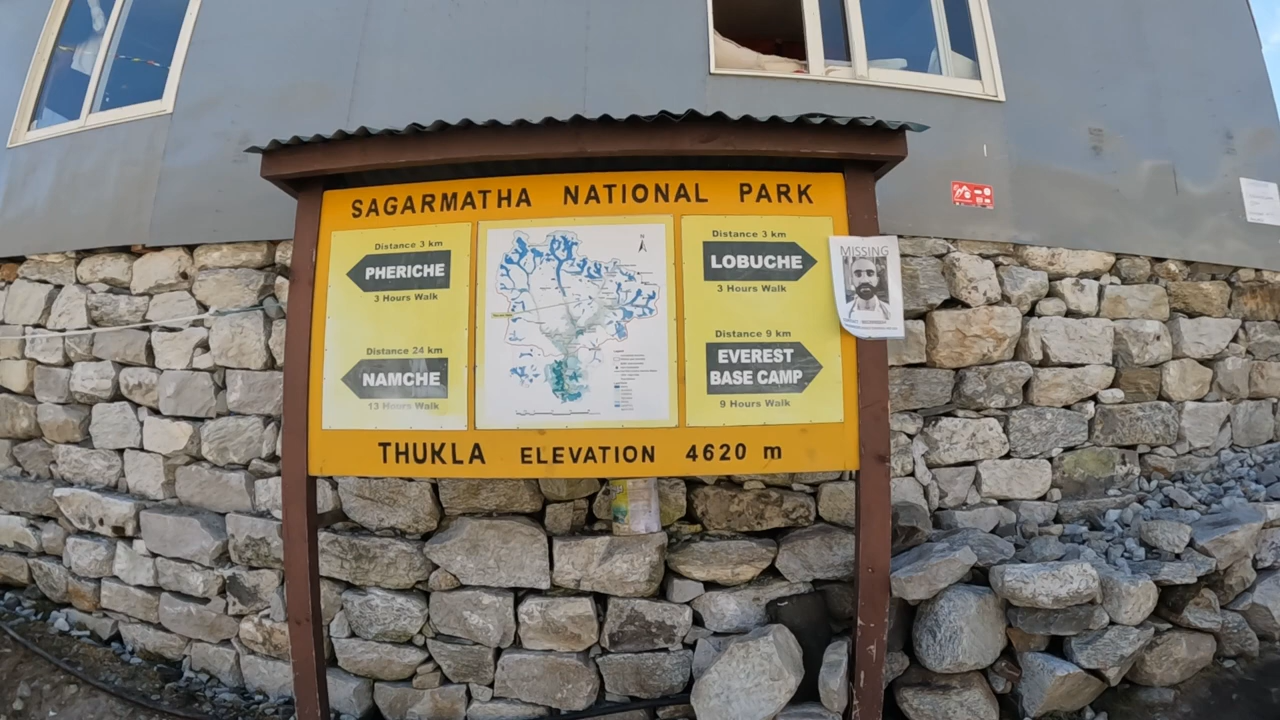 SAGARMATHA NATIONAL PARK
Distance 3 km
PHERICHE
3 Hours Walk
Distance 24 km
NAMCHE
13 Hours Walk
Distance 3 km
LOBUCHE
3 Hours Walk
Distance 9 km
EVEREST
BASE CAMP
9 Hours Walk
THUKLA ELEVATION 4620 m
MISSING